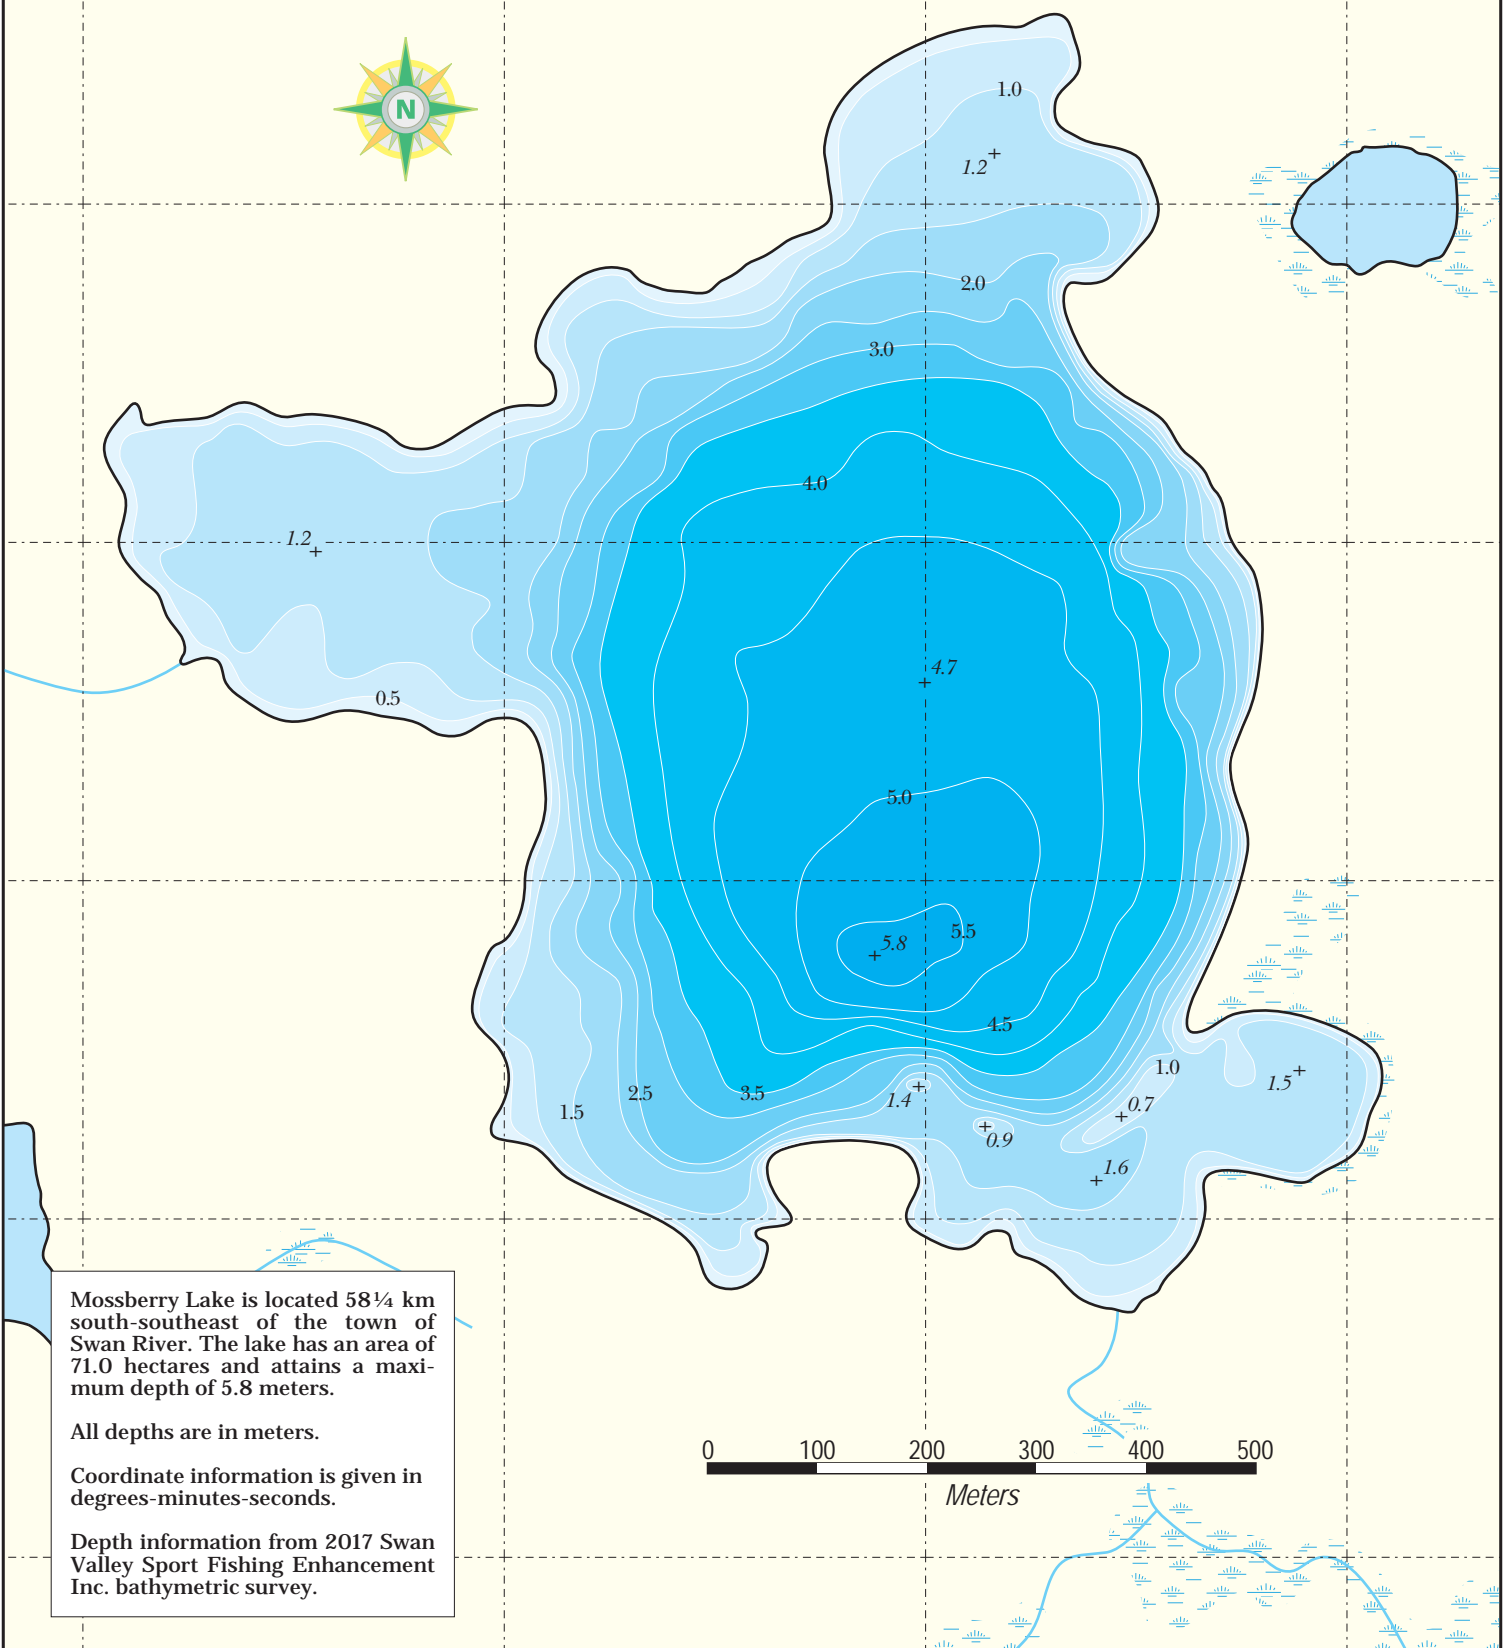 N
1.0
1.2
2.0
3.0
4.0
1.2
4.7
0.5
5.0
5.5
5.8
4.5
1.0
1.5
2.5
3.5
1.4
0.7
1.5
0.9
1.6
Mossberry Lake is located 58¼ km
south-southeast of the town of
Swan River. The lake has an area of
71.0 hectares and attains a maxi-
mum depth of 5.8 meters.
All depths are in meters.
Coordinate information is given in
degrees-minutes-seconds.
Depth information from 2017 Swan
Valley Sport Fishing Enhancement
Inc. bathymetric survey.
0 100 200 300 400 500
Meters